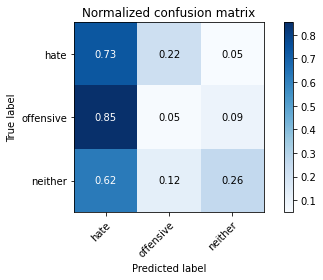 Normalized confusion matrix
True label
hate
0.73 0.22 0.05
offensive
0.85 0.05 0.09
neither
0.62 0.12 0.26
hate
offensive
neither
Predicted label
0.8
0.7
0.6
0.5
0.4
0.3
0.2
0.1